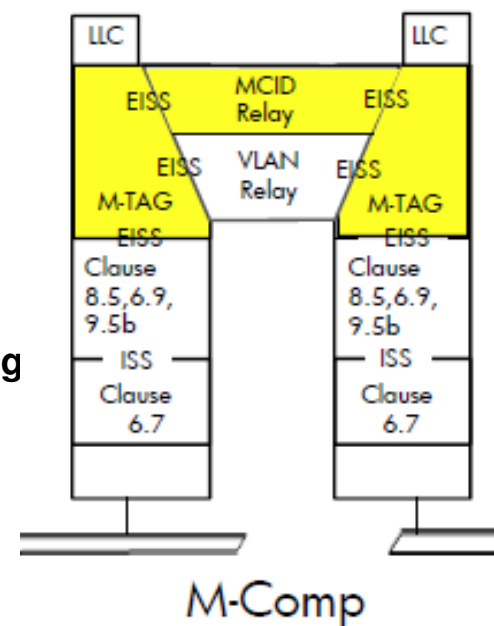 LLC LLC
EISS MCID Relay EISS
EISS VLAN Relay EISS
M-TAG M-TAG
EISS EISS
Clause 8.5,6.9, 9.5b
Clause 8.5,6.9, 9.5b
g
ISS ISS
Clause 6.7
Clause 6.7
M-Comp